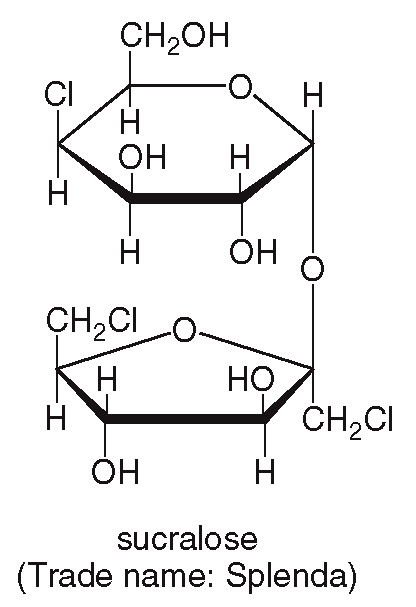 CH₂OH
Cl
O
H
H
OH
H
H
H
OH
O
CH₂Cl
O
H
HO
H
CH₂Cl
OH
H
sucralose
(Trade name: Splenda)